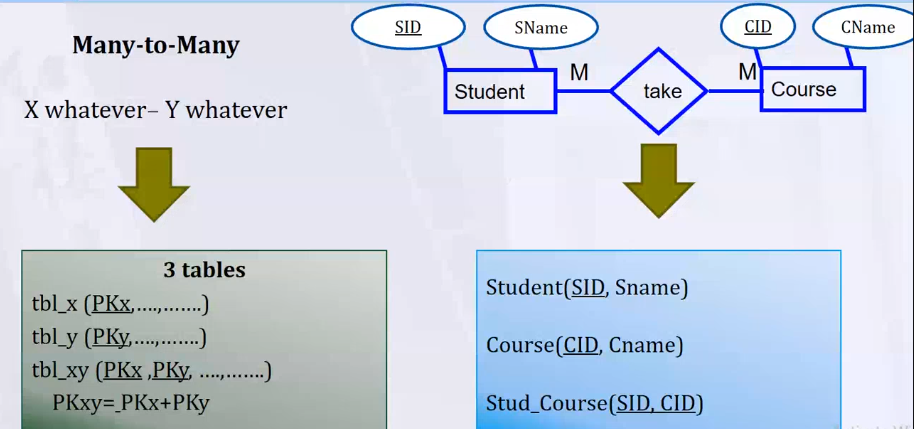 Many-to-Many
X whatever– Y whatever
SID
SName
CID
CName
Student
M
take
M
Course
3 tables
tbl_x (PKx,….,…….)
tbl_y (PKy,….,…….)
tbl_xy (PKx ,PKy, ….,…….)
PKxy= PKx+PKy
Student(SID, Sname)
Course(CID, Cname)
Stud_Course(SID, CID)